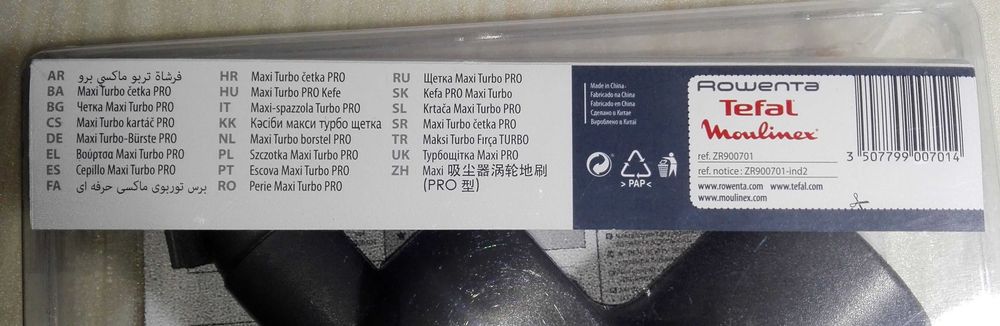 AR فرشاة تربو ماكسي برو
BA Maxi Turbo četka PRO
BG Четка Maxi Turbo PRO
CS Maxi Turbo kartáč PRO
DE Maxi Turbo-Bürste PRO
EL Βούρτσα Maxi Turbo PRO
ES Cepillo Maxi Turbo PRO
FA برس توربوی ماکسی حرفه ای
HR Maxi Turbo četka PRO
HU Maxi Turbo PRO Kefe
IT Maxi-spazzola Turbo PRO
KK Кәсіби макси турбо щетка
NL Maxi Turbo borstel PRO
PL Szczotka Maxi Turbo PRO
PT Escova Maxi Turbo PRO
RO Perie Maxi Turbo PRO
RU Щетка Maxi Turbo PRO
SK Kefa PRO Maxi Turbo
SL Krtača Maxi Turbo PRO
SR Maxi Turbo četka PRO
TR Maksi Turbo Fırça TURBO
UK Турбощітка Maxi PRO
ZH Maxi 吸尘器涡轮地刷
(PRO 型)
Made in China
Fabricado na China
Fabricado en China
Сделано в Китае
Вироблено в Китаї
PAP
Rowenta
Tefal
Moulinex
ref. ZR900701
ref. notice : ZR900701-ind2
www.rowenta.com www.tefal.com
www.moulinex.com
3 507799 007014